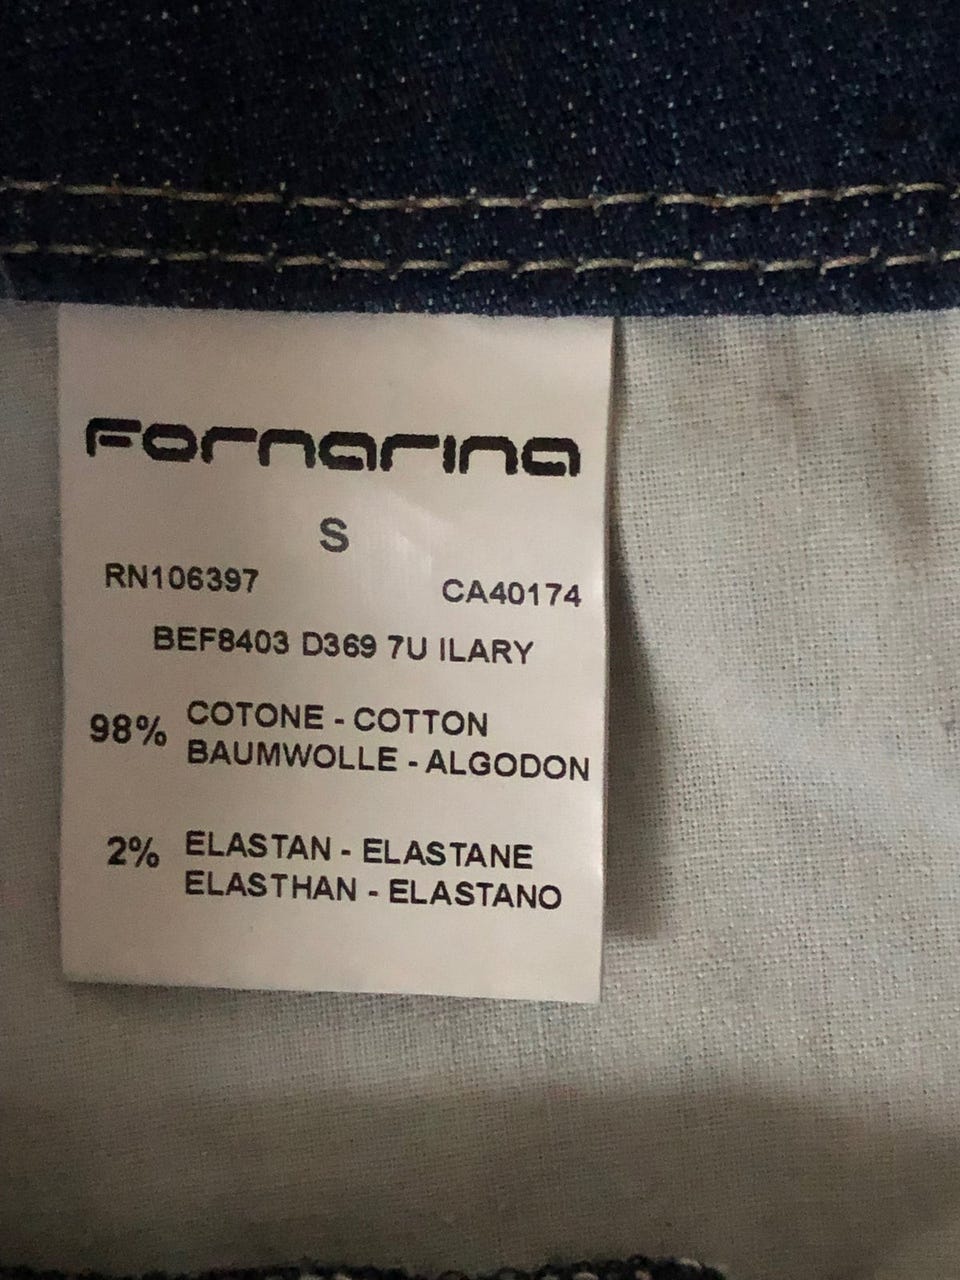 Fornarina
S
RN106397 CA40174
BEF8403 D369 7U ILARY
98% COTONE - COTTON
BAUMWOLLE - ALGODON
2% ELASTAN - ELASTANE
ELASTHAN - ELASTANO